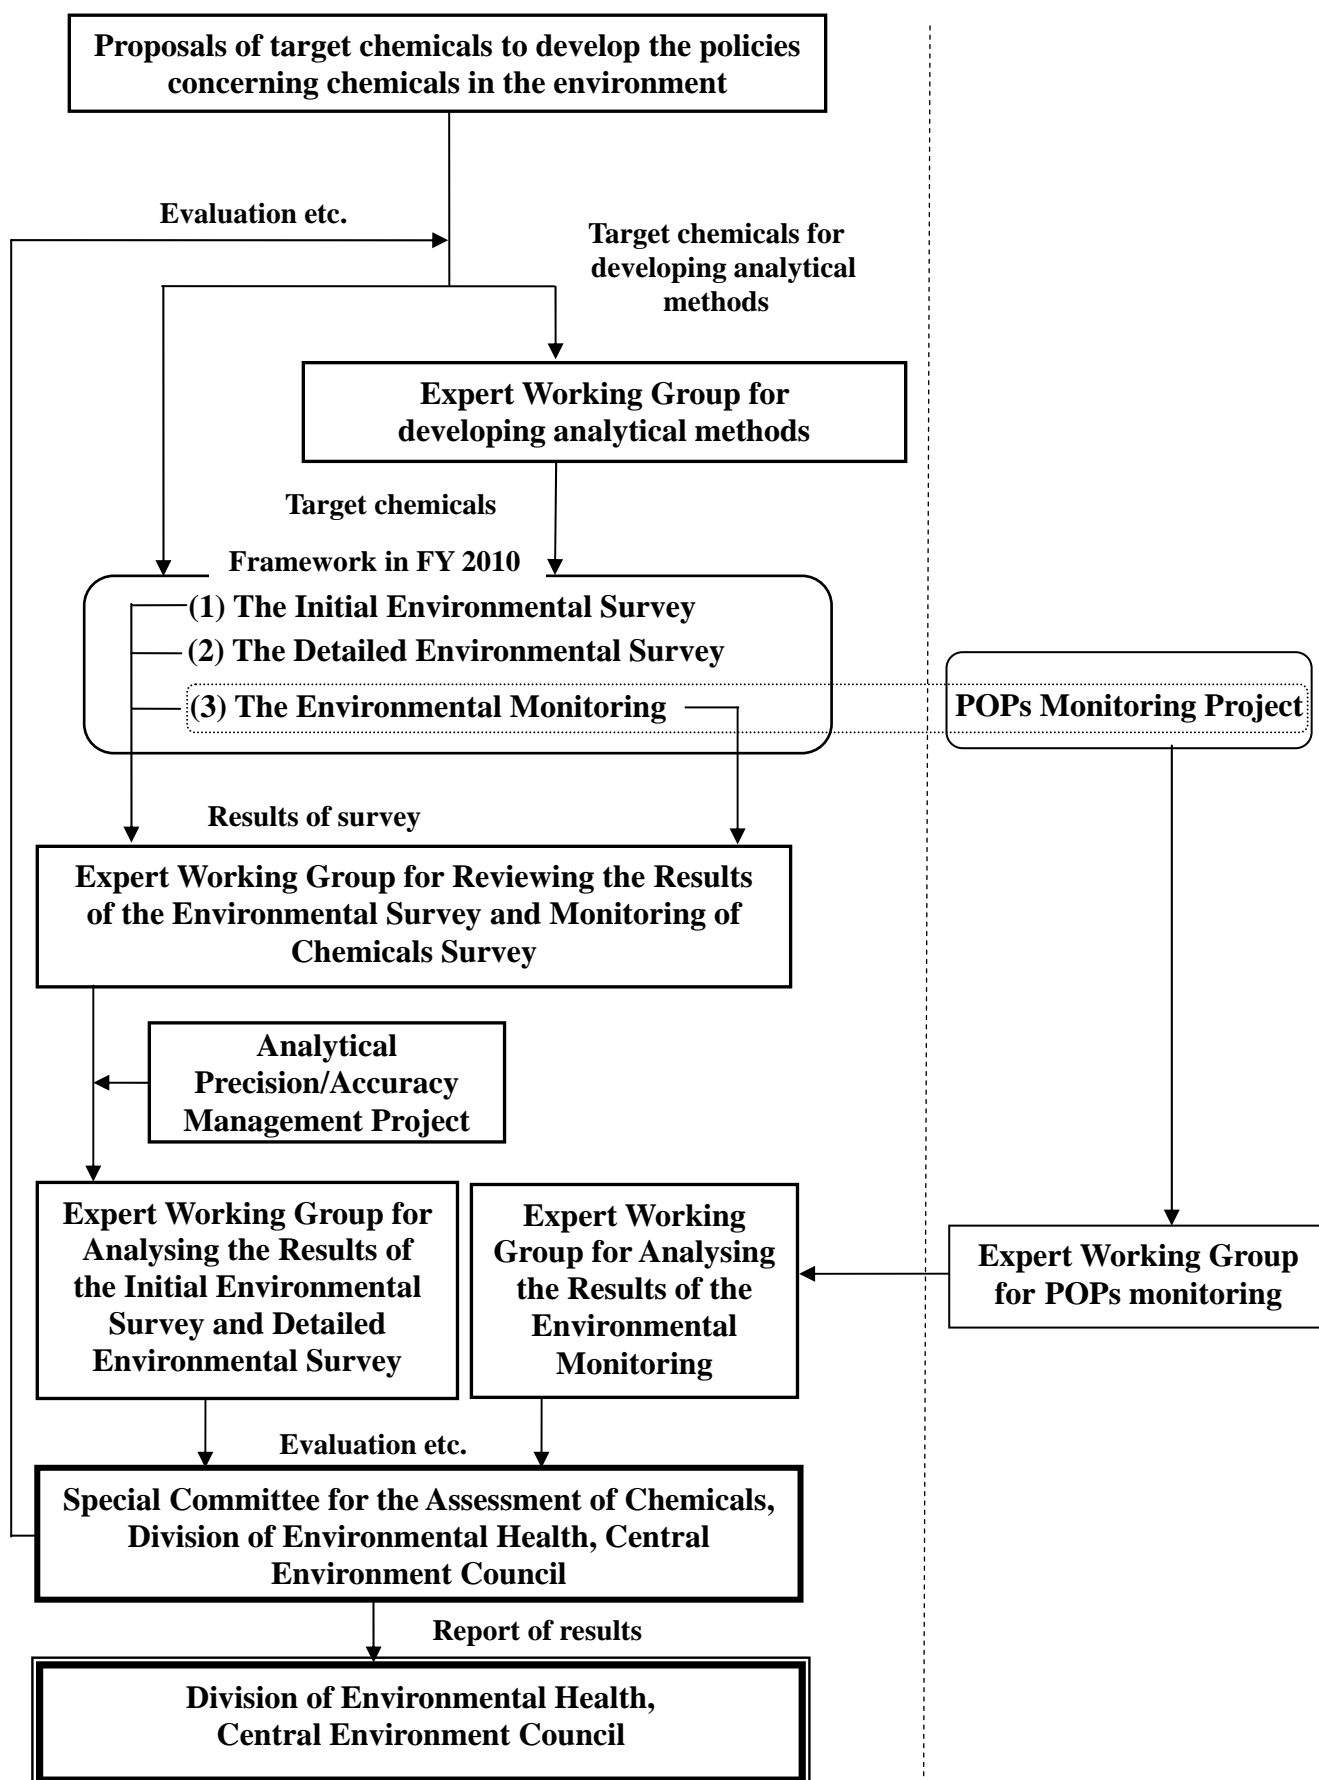 Proposals of target chemicals to develop the policies
concerning chemicals in the environment
Evaluation etc.
Target chemicals for
developing analytical
methods
Expert Working Group for
developing analytical methods
Target chemicals
Framework in FY 2010
(1) The Initial Environmental Survey
(2) The Detailed Environmental Survey
(3) The Environmental Monitoring
POPs Monitoring Project
Results of survey
Expert Working Group for Reviewing the Results
of the Environmental Survey and Monitoring of
Chemicals Survey
Analytical
Precision/Accuracy
Management Project
Expert Working Group for
Analysing the Results of
the Initial Environmental
Survey and Detailed
Environmental Survey
Expert Working
Group for Analysing
the Results of the
Environmental
Monitoring
Expert Working Group
for POPs monitoring
Evaluation etc.
Special Committee for the Assessment of Chemicals,
Division of Environmental Health, Central
Environment Council
Report of results
Division of Environmental Health,
Central Environment Council